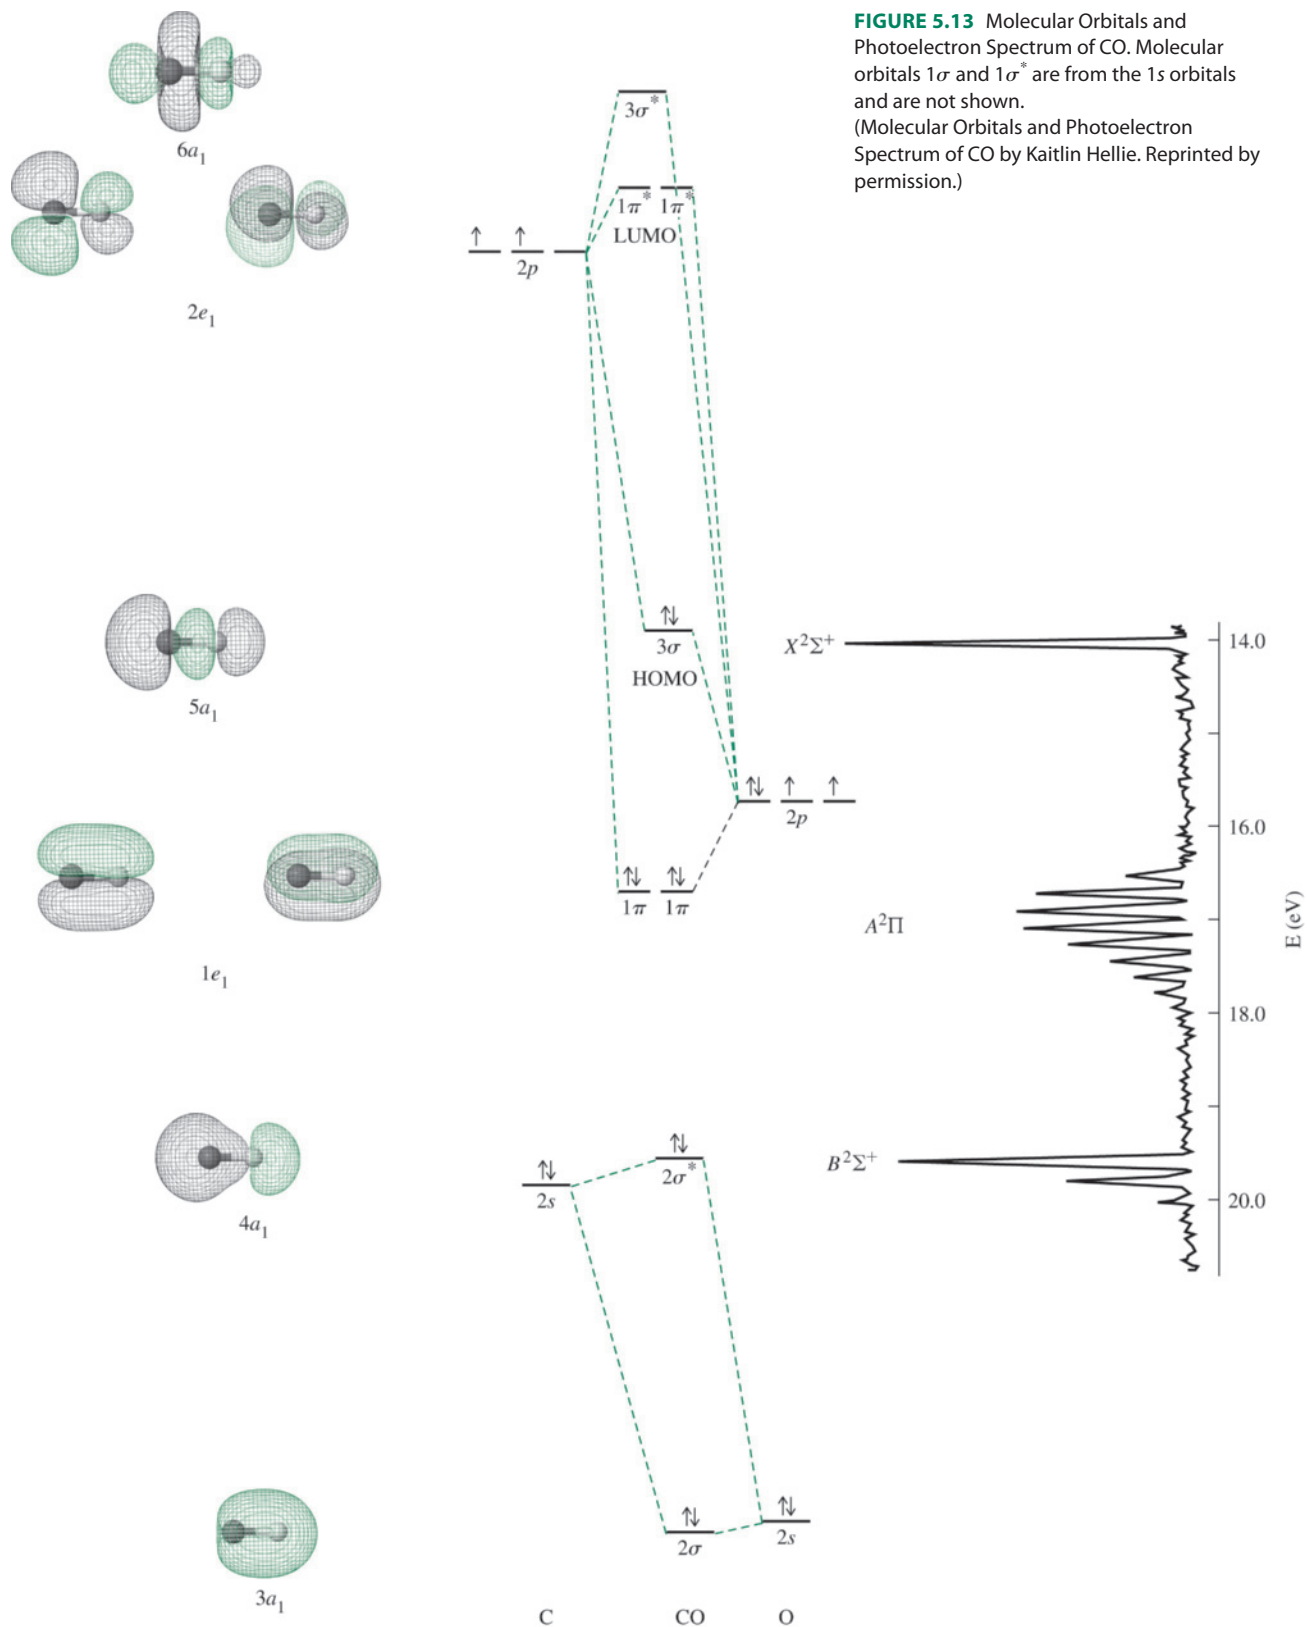 FIGURE 5.13 Molecular Orbitals and
Photoelectron Spectrum of CO. Molecular
orbitals 1σ and 1σ* are from the 1s orbitals
and are not shown.
(Molecular Orbitals and Photoelectron
Spectrum of CO by Kaitlin Hellie. Reprinted by
permission.)
6a₁
3σ*
1π* 1π*
LUMO
2p
2e₁
3σ
HOMO
5a₁
X²Σ⁺
14.0
2p
16.0
1π 1π
A²Π
E (eV)
1e₁
18.0
2s
2σ*
B²Σ⁺
20.0
4a₁
2σ
2s
3a₁
C CO O